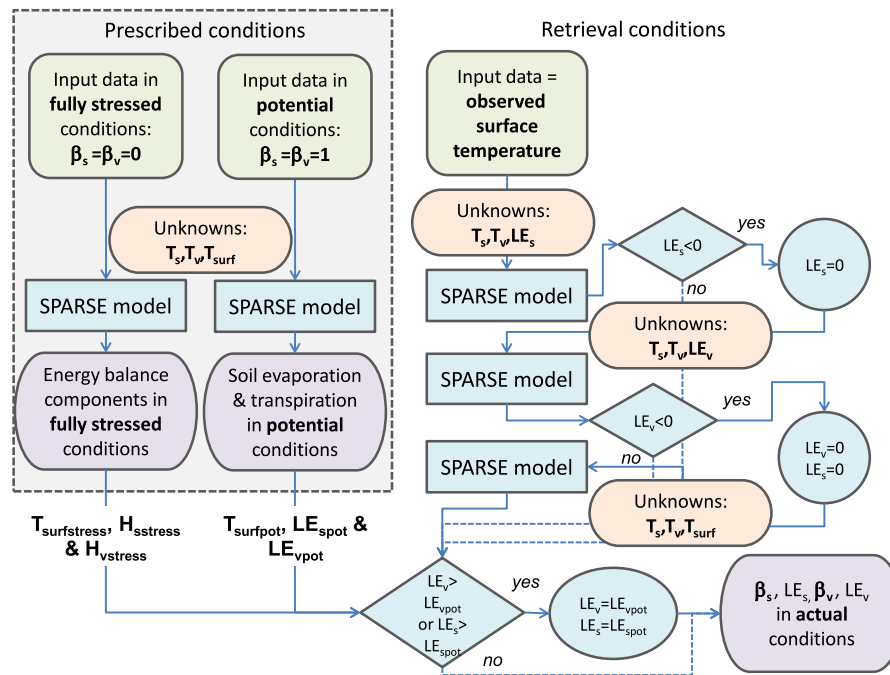 Prescribed conditions
Retrieval conditions
Input data in
fully stressed
conditions:
βs =βv=0
Input data in
potential
conditions:
βs =βv=1
Input data =
observed
surface
temperature
Unknowns:
Ts,Tv,Tsurf
Unknowns:
Ts,Tv,LEs
LEs<0
yes
LEs=0
no
SPARSE model
SPARSE model
SPARSE model
Unknowns:
Ts,Tv,LEv
SPARSE model
Energy balance
components in
fully stressed
conditions
Soil evaporation
& transpiration
in potential
conditions
LEv<0
yes
LEv=0
LEs=0
no
SPARSE model
Unknowns:
Ts,Tv,Tsurf
Tsurfstress, Hsstress
& Hvstress
Tsurfpot, LEspot &
LEvpot
LEv>
LEvpot
or LEs>
LEspot
yes
LEv=LEvpot
LEs=LEspot
no
βs, LEs, βv, LEv
in actual
conditions